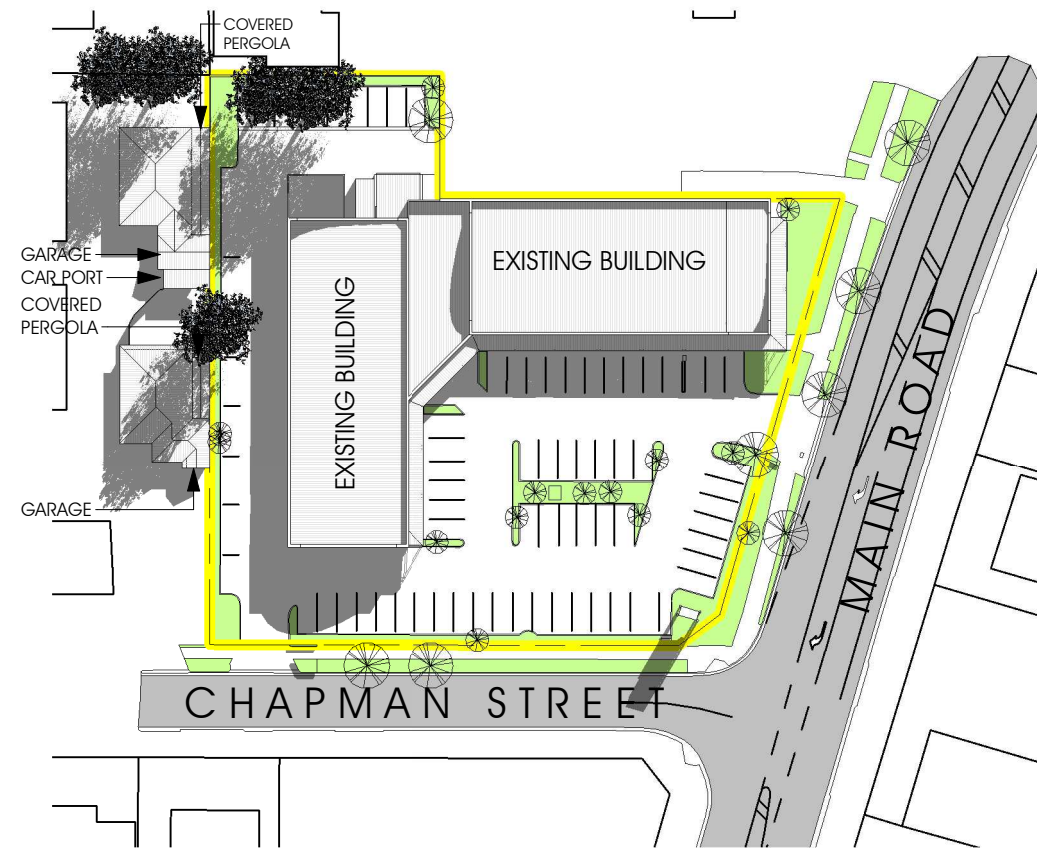 COVERED
PERGOLA
GARAGE
CAR PORT
COVERED
PERGOLA
GARAGE
EXISTING BUILDING
EXISTING BUILDING
MAIN ROAD
CHAPMAN STREET